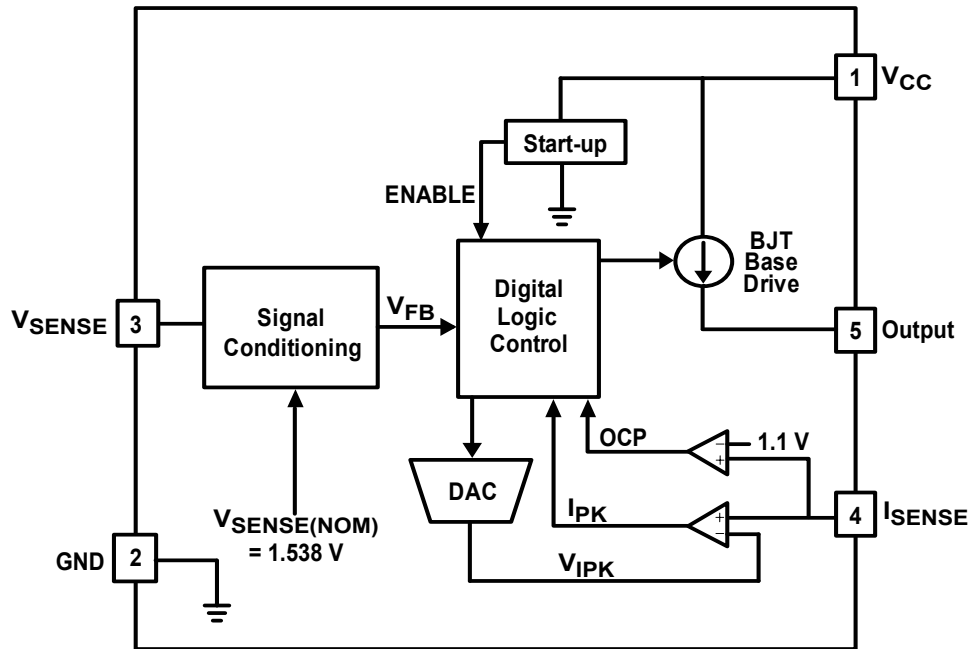 1
VCC
Start-up
ENABLE
BJT
Base
Drive
Digital
Logic
Control
VSENSE
3
Signal
Conditioning
VFB
5
Output
OCP
−
+
1.1 V
DAC
IPK
+
−
4
ISENSE
VSENSE(NOM)
= 1.538 V
GND
2
VIPK